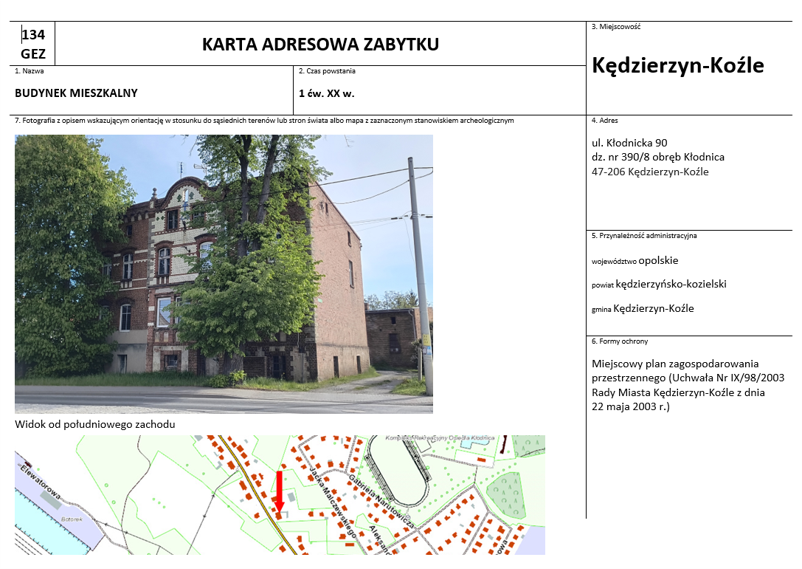 134
GEZ
KARTA ADRESOWA ZABYTKU
3. Miejscowość
Kędzierzyn-Koźle
1. Nazwa
BUDYNEK MIESZKALNY
2. Czas powstania
1 ćw. XX w.
7. Fotografia z opisem wskazującym orientację w stosunku do sąsiednich terenów lub stron świata albo mapa z zaznaczonym stanowiskiem archeologicznym
4. Adres
ul. Kłodnicka 90
dz. nr 390/8 obręb Kłodnica
47-206 Kędzierzyn-Koźle
5. Przynależność administracyjna
województwo opolskie
powiat kędzierzyńsko-kozielski
gmina Kędzierzyn-Koźle
6. Formy ochrony
Miejscowy plan zagospodarowania
przestrzennego (Uchwała Nr IX/98/2003
Rady Miasta Kędzierzyn-Koźle z dnia
22 maja 2003 r.)
Widok od południowego zachodu
Elewatorowa
Jacka Malczewskiego
Gabriela Narutowicza